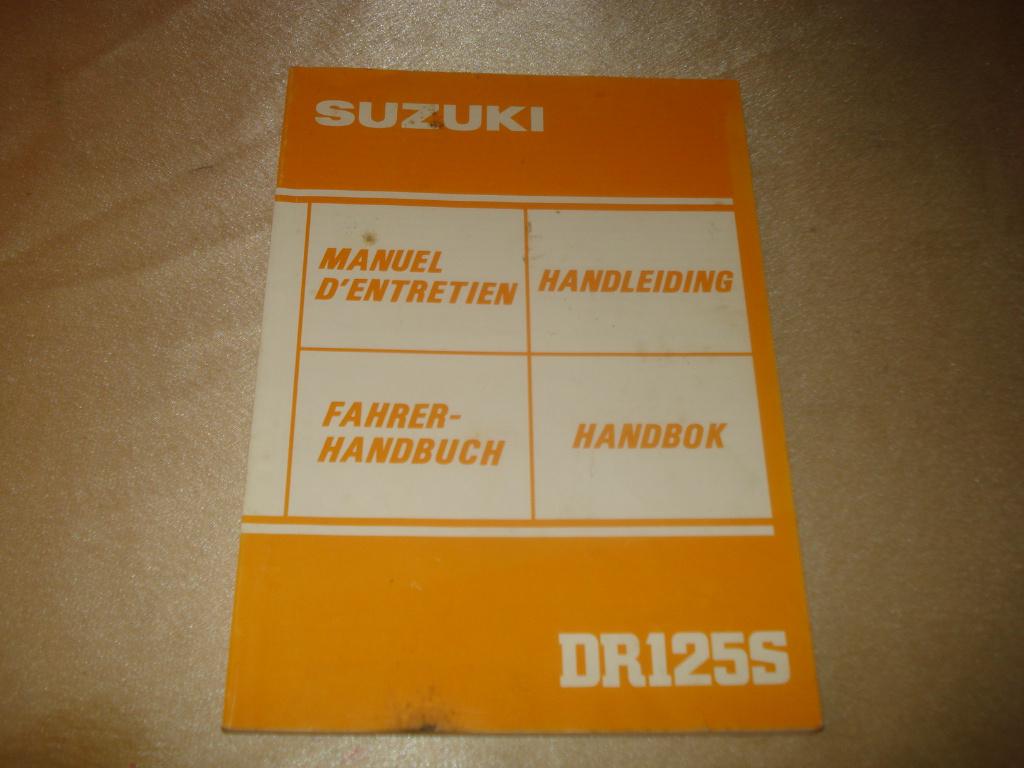 SUZUKI
MANUEL
D'ENTRETIEN
HANDLEIDING
FAHRER-
HANDBUCH
HANDBOK
DR125S